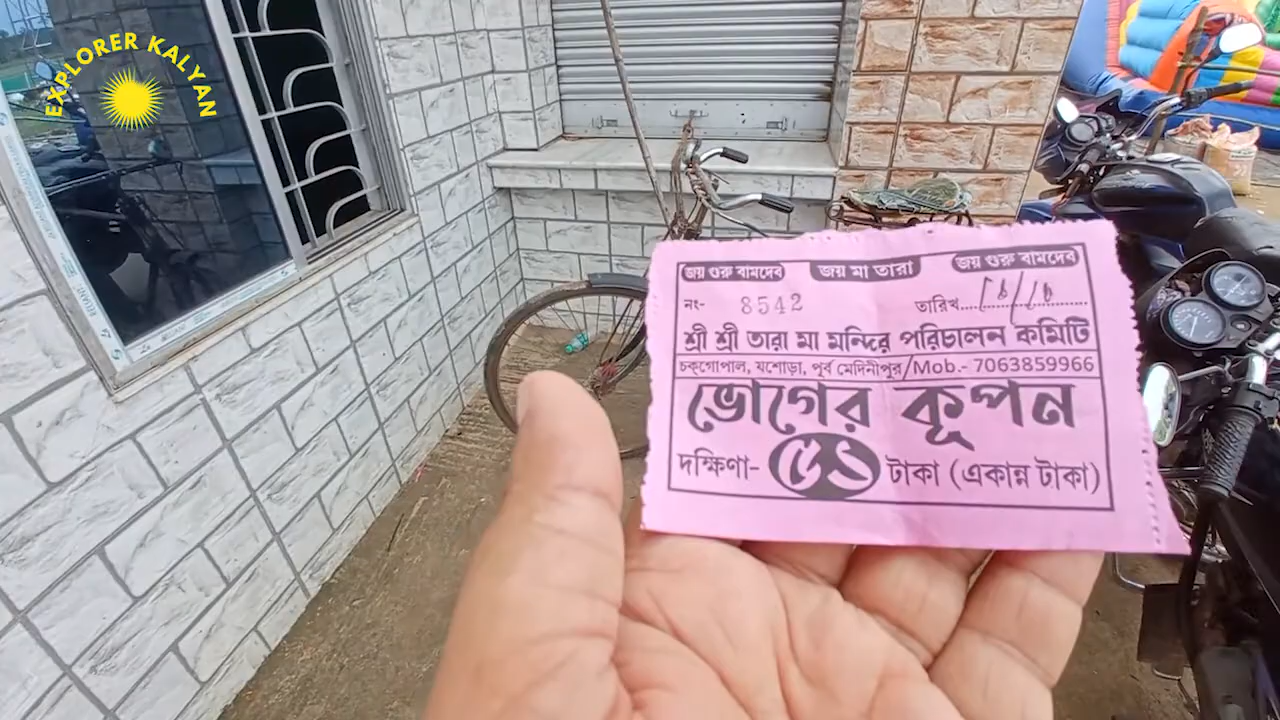 EXPLORER KALYAN
জয় গুরু বামদেব জয় মা তারা জয় গুরু বামদেব
নং- 8542 তারিখ
শ্রী শ্রী তারা মা মন্দির পরিচালন কমিটি
চকগোপাল, যশোড়া, পূর্ব মেদিনীপুর/Mob.- 7063859966
ভোগের কূপন
দক্ষিণা- ৫১ টাকা (একান্ন টাকা)